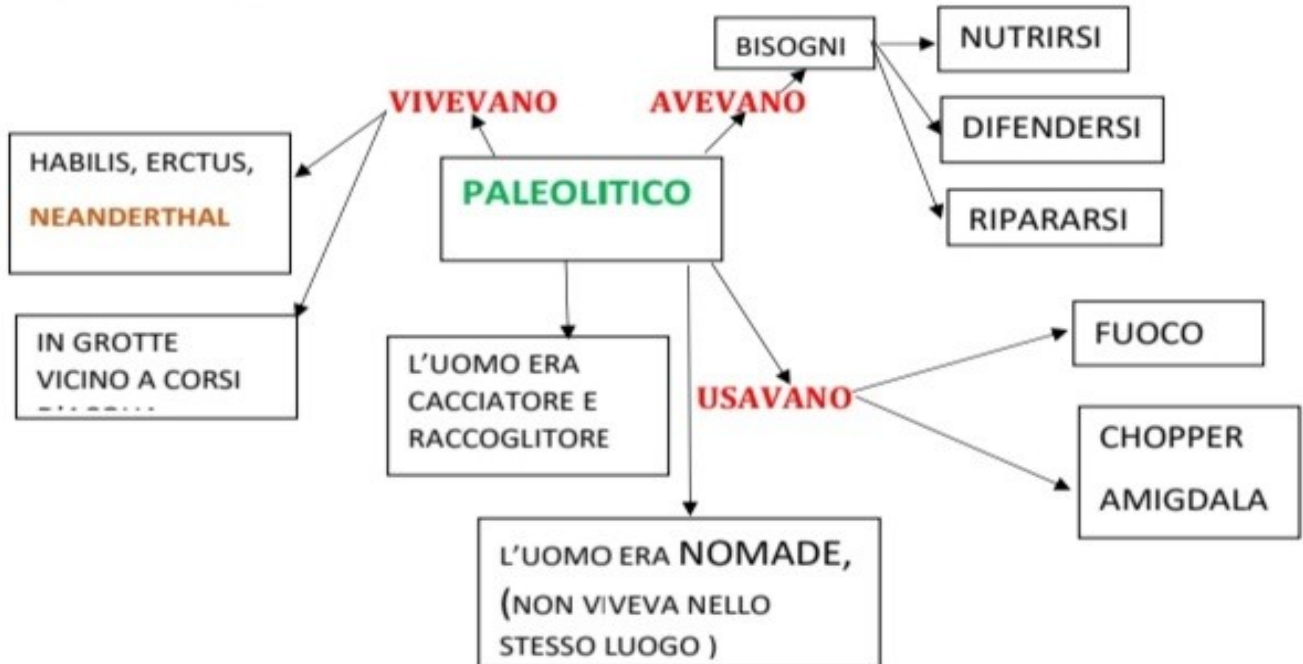 BISOGNI
NUTRIRSI
VIVEVANO
AVEVANO
DIFENDERSI
HABILIS, ERCTUS,
NEANDERTHAL
PALEOLITICO
RIPARARSI
IN GROTTE
VICINO A CORSI
L'UOMO ERA
CACCIATORE E
RACCOGLITORE
USAVANO
FUOCO
CHOPPER
AMIGDALA
L'UOMO ERA NOMADE,
(NON VIVEVA NELLO
STESSO LUOGO )